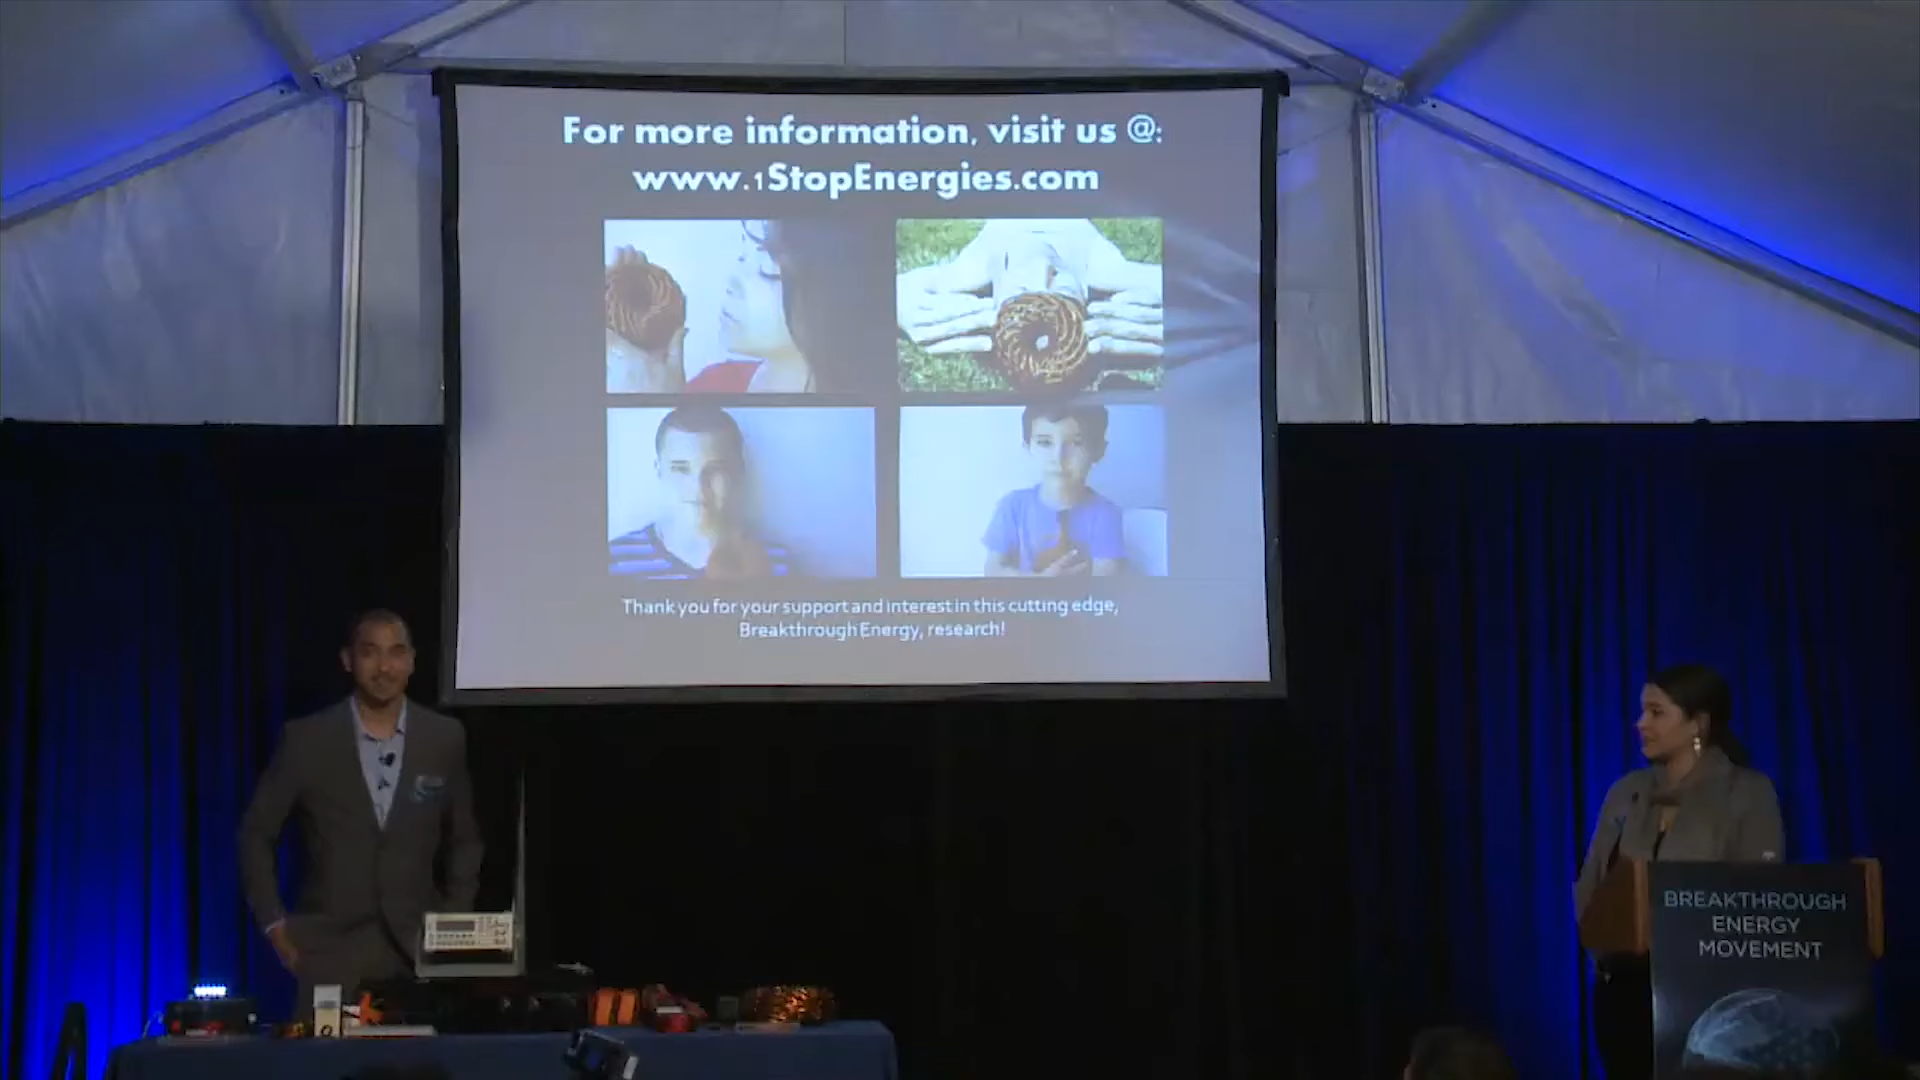 For more information, visit us @:
www.1StopEnergies.com
Thank you for your support and interest in this cutting edge,
Breakthrough Energy, research!
BREAKTHROUGH
ENERGY
MOVEMENT